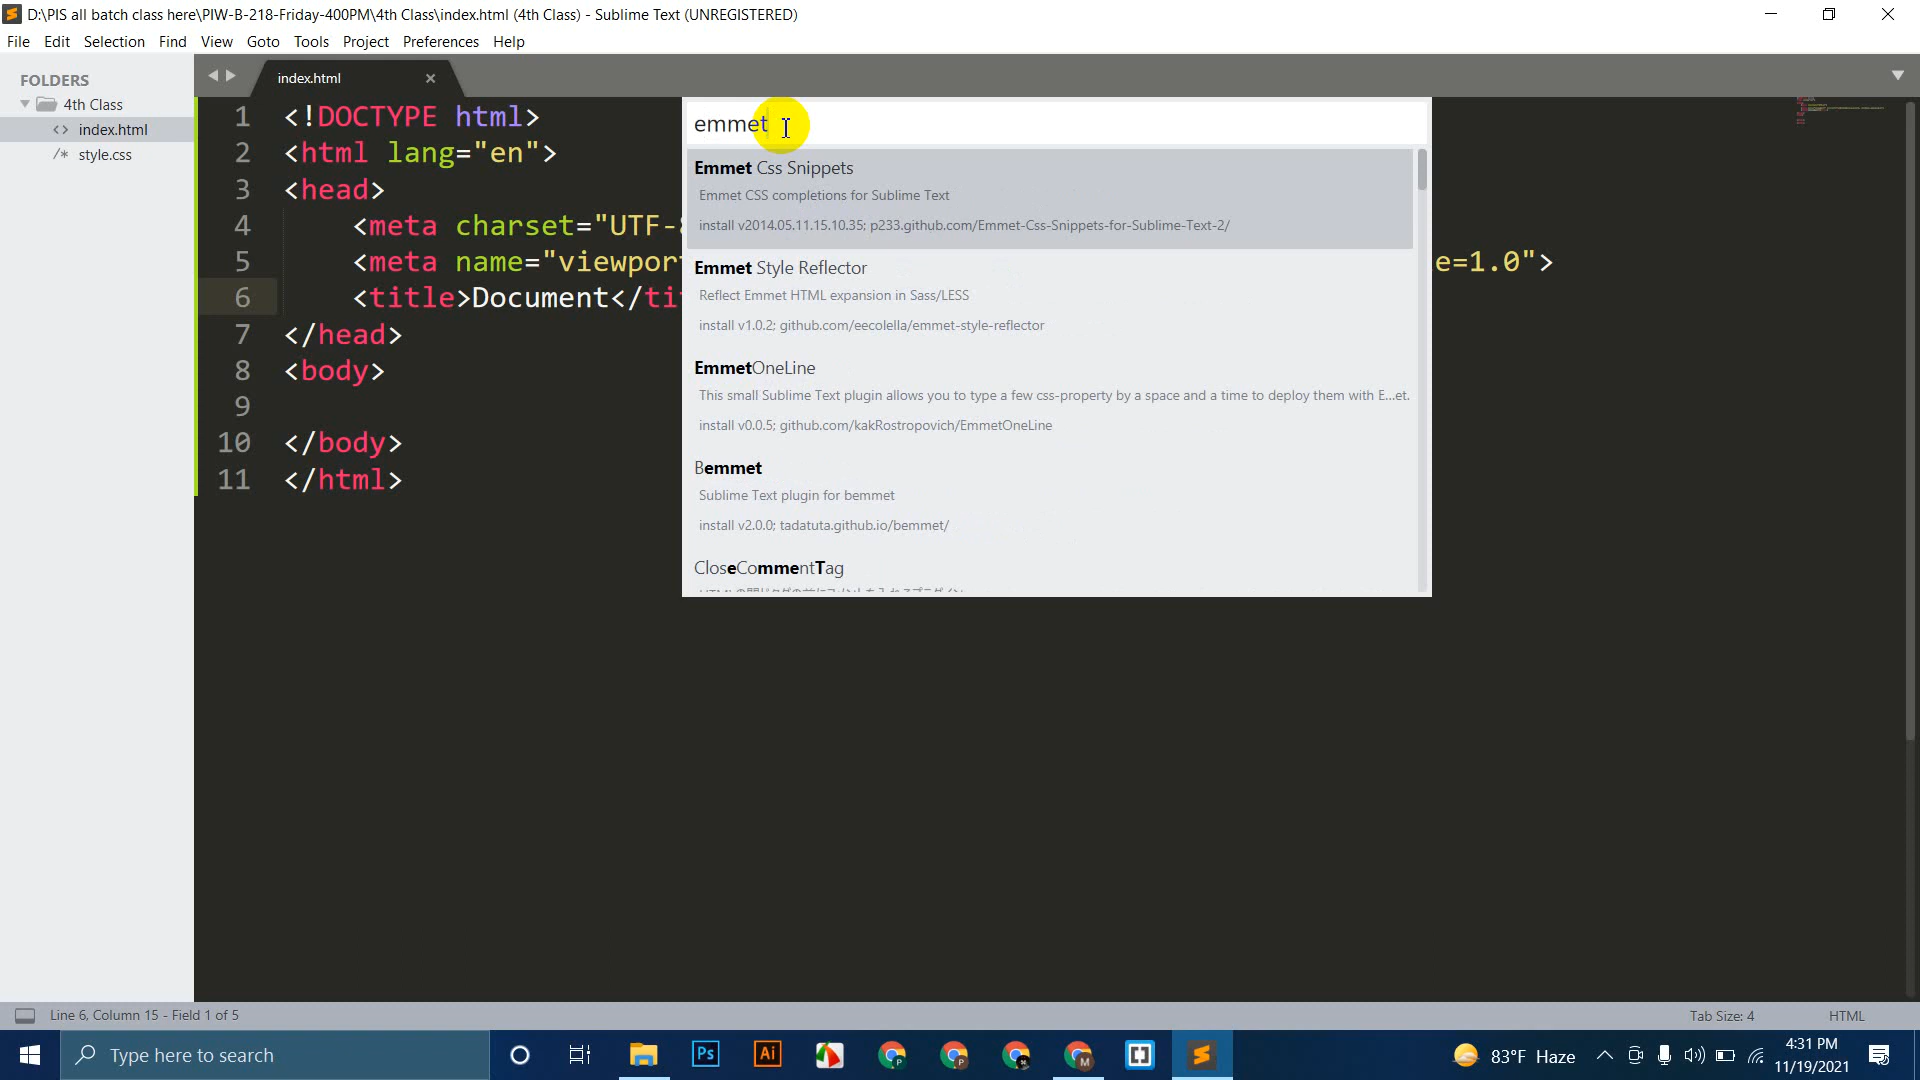 D:\PIS all batch class here\PIW-B-218-Friday-400PM\4th Class\index.html (4th Class) - Sublime Text (UNREGISTERED)
File Edit Selection Find View Goto Tools Project Preferences Help
FOLDERS
4th Class
<> index.html
/* style.css
index.html
1 <!DOCTYPE html>
2 <html lang="en">
3 <head>
4 <meta charset="UTF-
5 <meta name="viewport e=1.0">
6 <title>Document</tit
7 </head>
8 <body>
9
10 </body>
11 </html>
emmet
Emmet Css Snippets
Emmet CSS completions for Sublime Text
install v2014.05.11.15.10.35; p233.github.com/Emmet-Css-Snippets-for-Sublime-Text-2/
Emmet Style Reflector
Reflect Emmet HTML expansion in Sass/LESS
install v1.0.2; github.com/eecolella/emmet-style-reflector
EmmetOneLine
This small Sublime Text plugin allows you to type a few css-property by a space and a time to deploy them with E...et.
install v0.0.5; github.com/kakRostropovich/EmmetOneLine
Bemmet
Sublime Text plugin for bemmet
install v2.0.0; tadatuta.github.io/bemmet/
CloseCommentTag
Line 6, Column 15 - Field 1 of 5
Tab Size: 4
HTML
Type here to search
Ps
Ai
83°F Haze
4:31 PM
11/19/2021